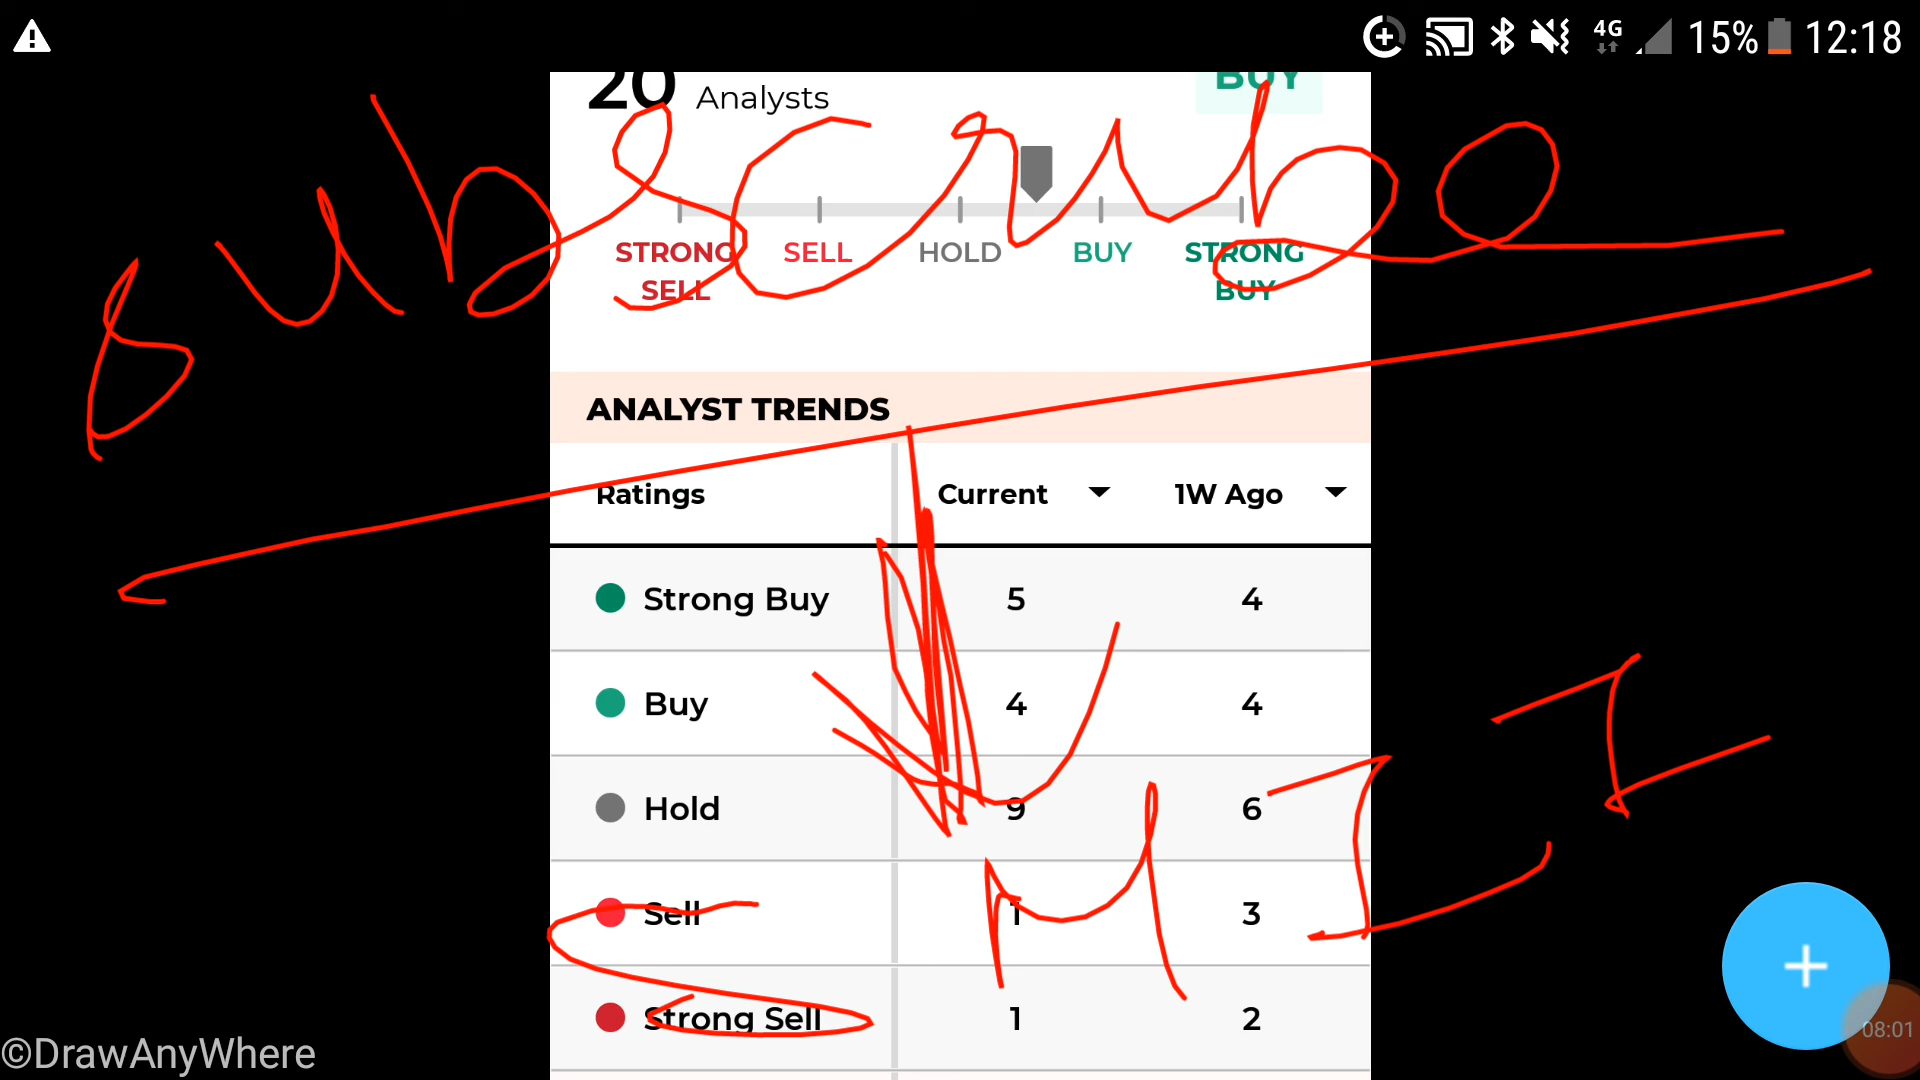 4G 15% 12:18
20 Analysts BUY
subscribe
STRONG SELL SELL HOLD BUY STRONG BUY
ANALYST TRENDS
Ratings Current 1W Ago
Strong Buy 5 4
Buy 4 4
Hold 9 6
Sell 1 3
Strong Sell 1 2
08:01
©DrawAnyWhere